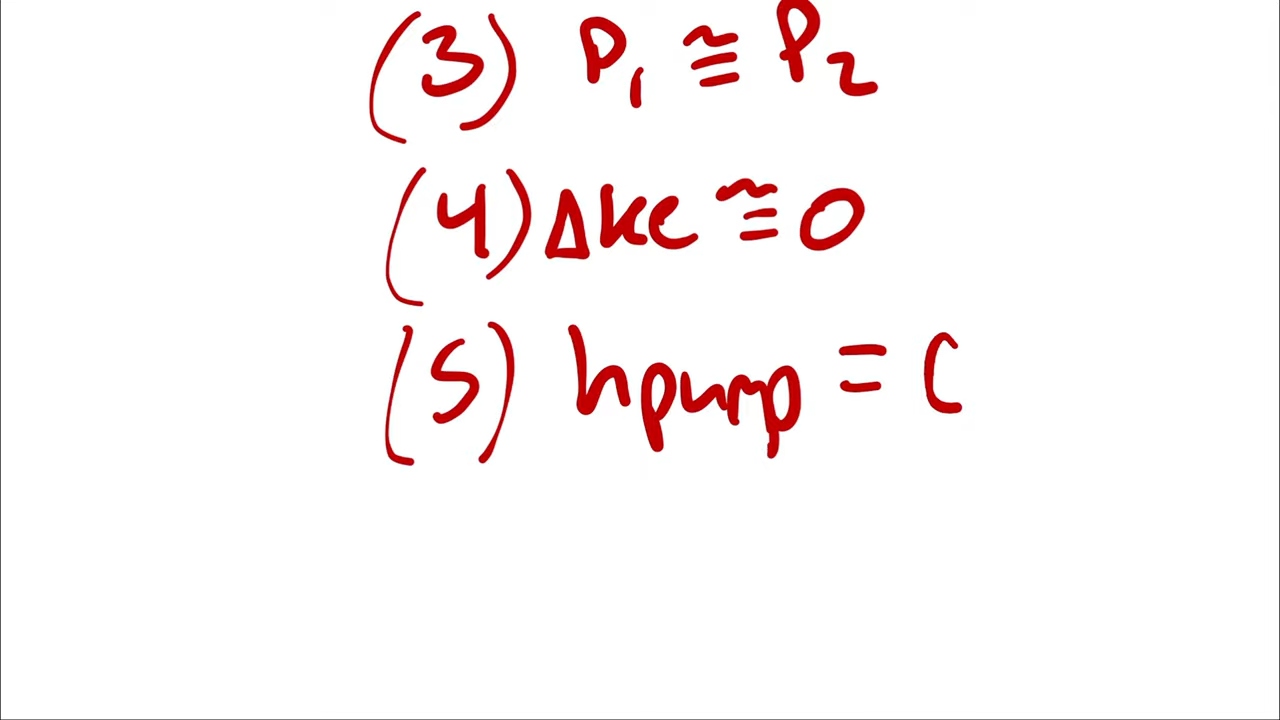 (3) P₁ ≅ P₂
(4) Δke ≅ 0
(5) hpump = C